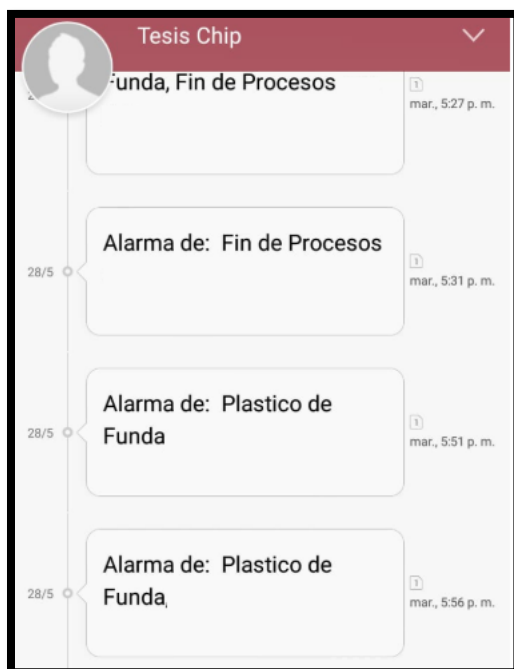 Tesis Chip
Funda, Fin de Procesos
mar., 5:27 p. m.
Alarma de: Fin de Procesos
28/5
mar., 5:31 p. m.
Alarma de: Plastico de
Funda
28/5
mar., 5:51 p. m.
Alarma de: Plastico de
Funda,
28/5
mar., 5:56 p. m.